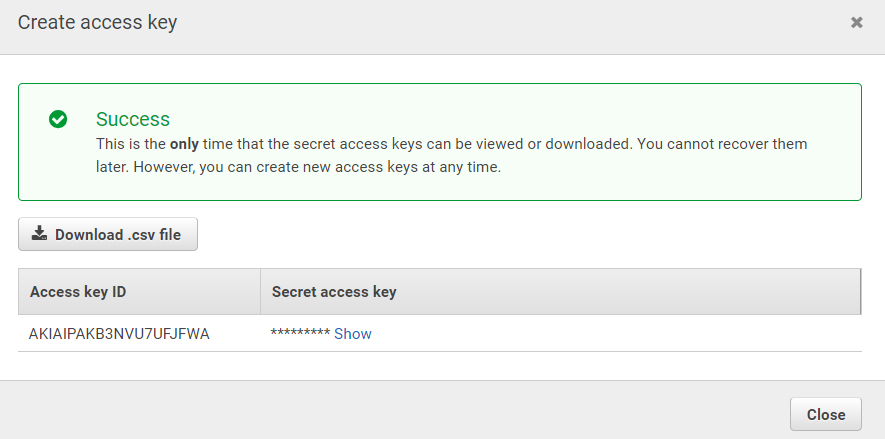 Create access key
Success
This is the only time that the secret access keys can be viewed or downloaded. You cannot recover them
later. However, you can create new access keys at any time.
Download .csv file
Access key ID Secret access key
AKIAIPAKB3NVU7UFJFWA ********* Show
Close